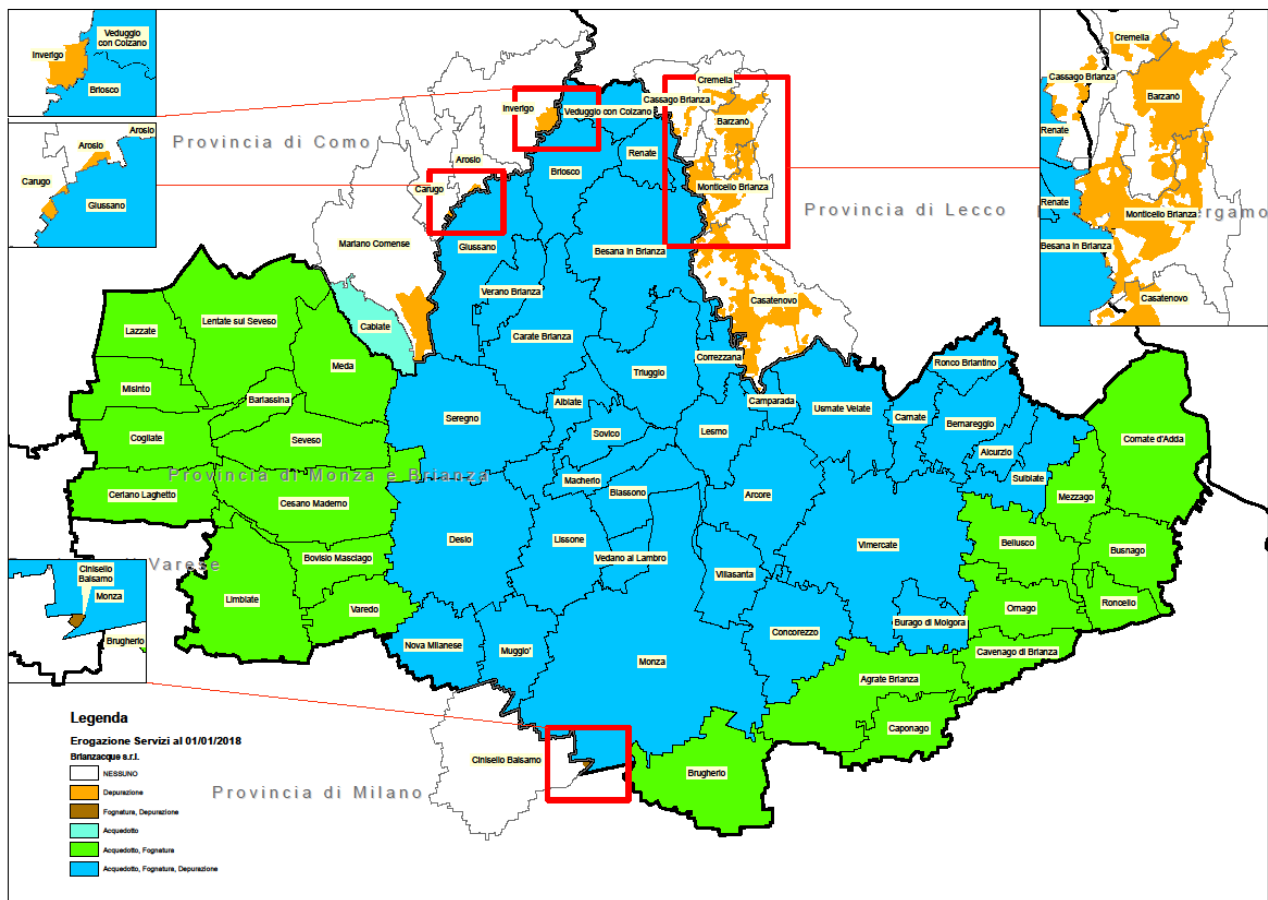 Veduggio
con Colzano
Inverigo
Briosco
Arosio
Arosio
Carugo
Giussano
Provincia di Como
Inverigo
Veduggio con Colzano
Cremella
Cassago Brianza
Barzanò
Arosio
Renate
Carugo
Briosco
Monticello Brianza
Provincia di Lecco
Cremella
Cassago Brianza
Barzanò
Renate
Renate
Monticello Brianza
ergamo
Besana in Brianza
Casatenovo
Mariano Comense
Giussano
Besana in Brianza
Verano Brianza
Casatenovo
Lazzate
Lentate sul Seveso
Cabiate
Carate Brianza
Correzzana
Ronco Briantino
Meda
Triuggio
Misinto
Barlassina
Albiate
Camparada
Usmate Velate
Carnate
Bernareggio
Seregno
Cogliate
Seveso
Sovico
Lesmo
Aicurzio
Cornate d'Adda
Provincia di Monza e Brianza
Macherio
Sulbiate
Ceriano Laghetto
Cesano Maderno
Biassono
Arcore
Mezzago
Desio
Lissone
Vimercate
Bellusco
Busnago
Bovisio Masciago
Vedano al Lambro
Varese
Villasanta
Limbiate
Varedo
Ornago
Roncello
Concorezzo
Burago di Molgora
Nova Milanese
Muggio'
Monza
Cavenago di Brianza
Agrate Brianza
Caponago
Cinisello Balsamo
Brugherio
Provincia di Milano
Cinisello
Balsamo
Monza
Brugherio
Legenda
Erogazione Servizi al 01/01/2018
Brianzacque s.r.l.
NESSUNO
Depurazione
Fognatura, Depurazione
Acquedotto
Acquedotto, Fognatura
Acquedotto, Fognatura, Depurazione